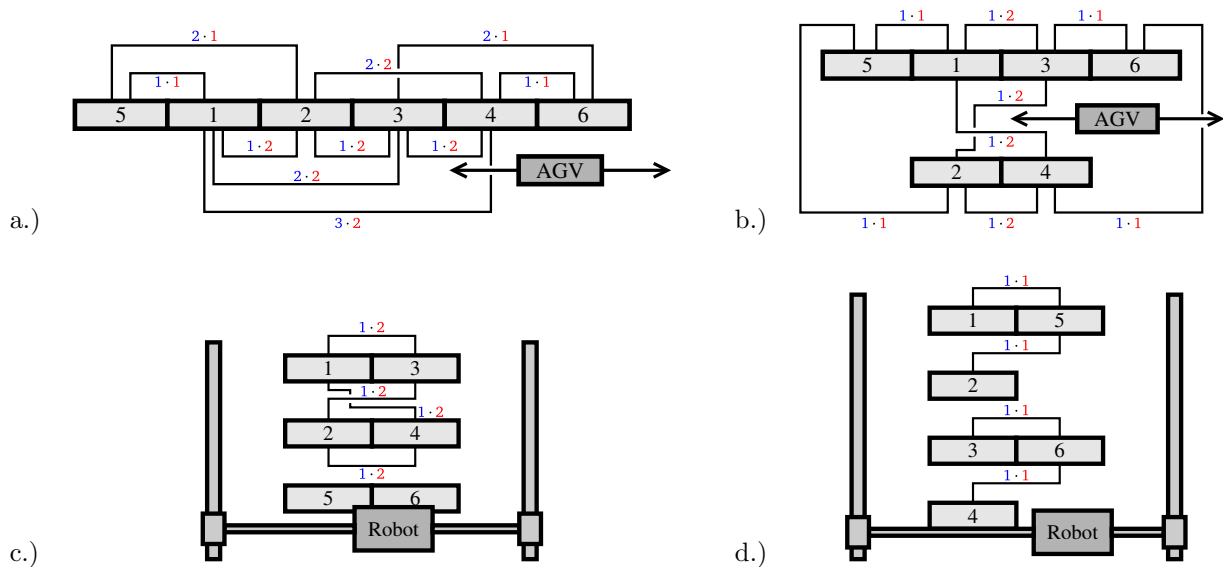 2 · 1
2 · 1
1 · 1
2 · 2
1 · 1
5 1 2 3 4 6
1 · 2
1 · 2
1 · 2
2 · 2
AGV
3 · 2
a.)
1 · 1
1 · 2
1 · 1
5 1 3 6
1 · 2
AGV
1 · 2
2 4
1 · 1
1 · 2
1 · 1
b.)
1 · 2
1 3
1 · 2
1 · 2
2 4
1 · 2
5 6
Robot
c.)
1 · 1
1 5
1 · 1
2
1 · 1
3 6
1 · 1
4
Robot
d.)